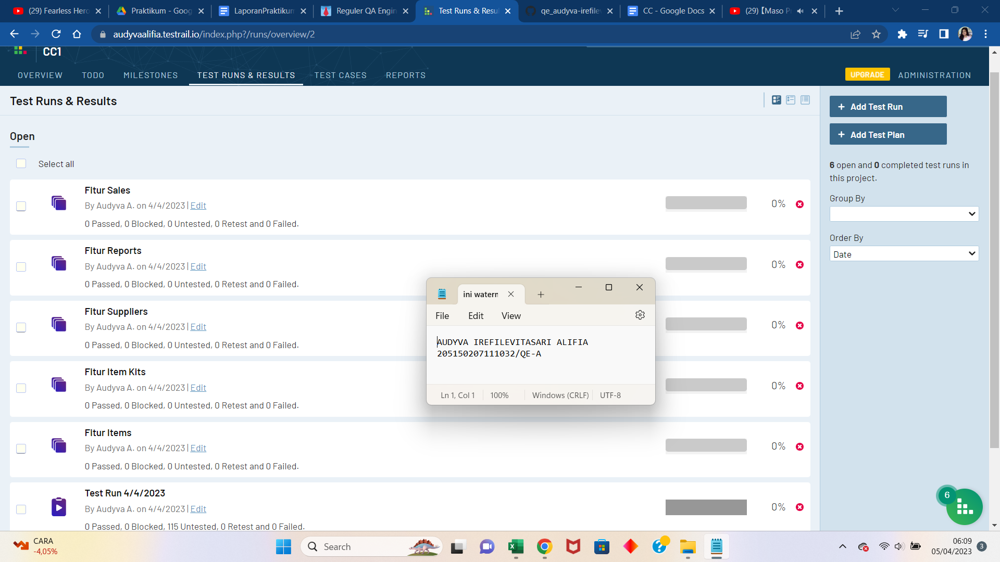 (29) Fearless Hero
Praktikum - Goog
LaporanPraktikum
Reguler QA Engin
Test Runs & Resul
qe_audyva-irefilev
CC - Google Docs
(29) 【Maso P
audyvaalifia.testrail.io/index.php?/runs/overview/2
CC1
OVERVIEW
TODO
MILESTONES
TEST RUNS & RESULTS
TEST CASES
REPORTS
UPGRADE
ADMINISTRATION
Test Runs & Results
Add Test Run
Add Test Plan
6 open and 0 completed test runs in
this project.
Group By
Order By
Date
Open
Select all
Fitur Sales
By Audyva A. on 4/4/2023 | Edit
0 Passed, 0 Blocked, 0 Untested, 0 Retest and 0 Failed.
0%
Fitur Reports
By Audyva A. on 4/4/2023 | Edit
0 Passed, 0 Blocked, 0 Untested, 0 Retest and 0 Failed.
0%
Fitur Suppliers
By Audyva A. on 4/4/2023 | Edit
0 Passed, 0 Blocked, 0 Untested, 0 Retest and 0 Failed.
0%
Fitur Item Kits
By Audyva A. on 4/4/2023 | Edit
0 Passed, 0 Blocked, 0 Untested, 0 Retest and 0 Failed.
0%
Fitur Items
By Audyva A. on 4/4/2023 | Edit
0 Passed, 0 Blocked, 0 Untested, 0 Retest and 0 Failed.
0%
Test Run 4/4/2023
By Audyva A. on 4/4/2023 | Edit
0 Passed, 0 Blocked, 115 Untested, 0 Retest and 0 Failed.
0%
ini waterm
File
Edit
View
AUDYVA IREFILEVITASARI ALIFIA
205150207111032/QE-A
Ln 1, Col 1
100%
Windows (CRLF)
UTF-8
6
CARA
-4,05%
Search
06:09
05/04/2023
3